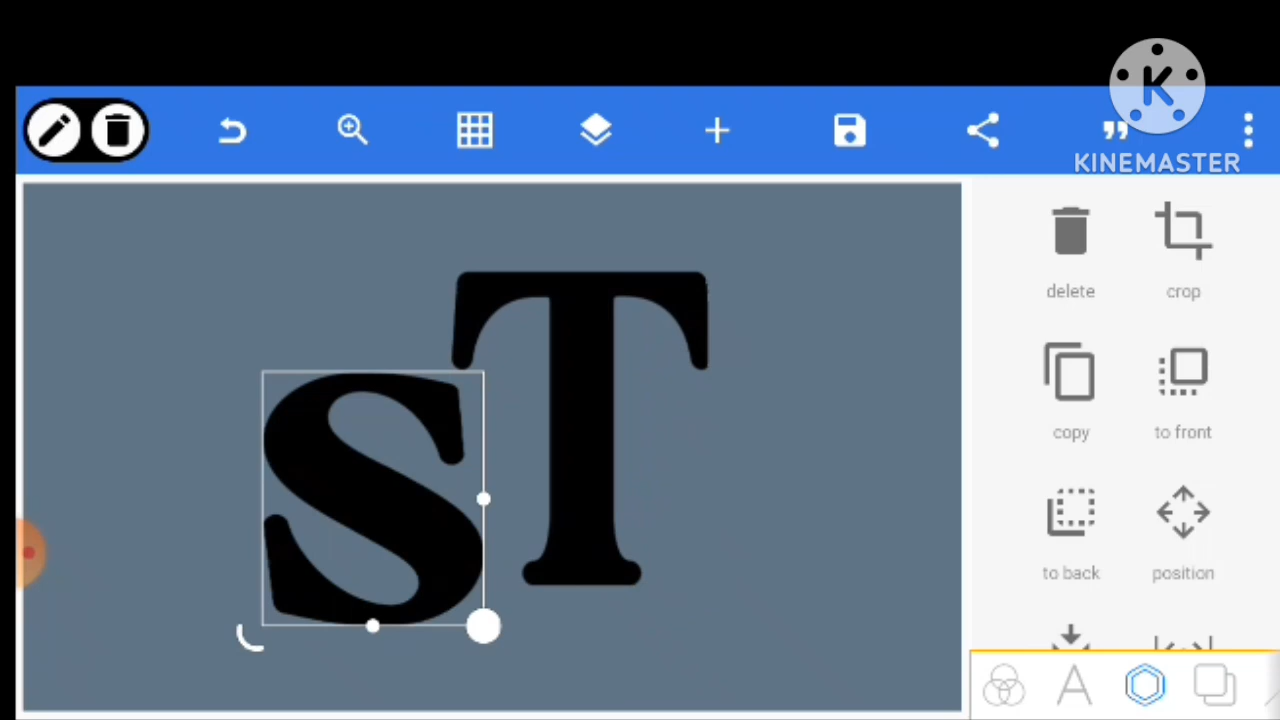 K
KINEMASTER
delete crop
T
S
copy to front
to back position
A